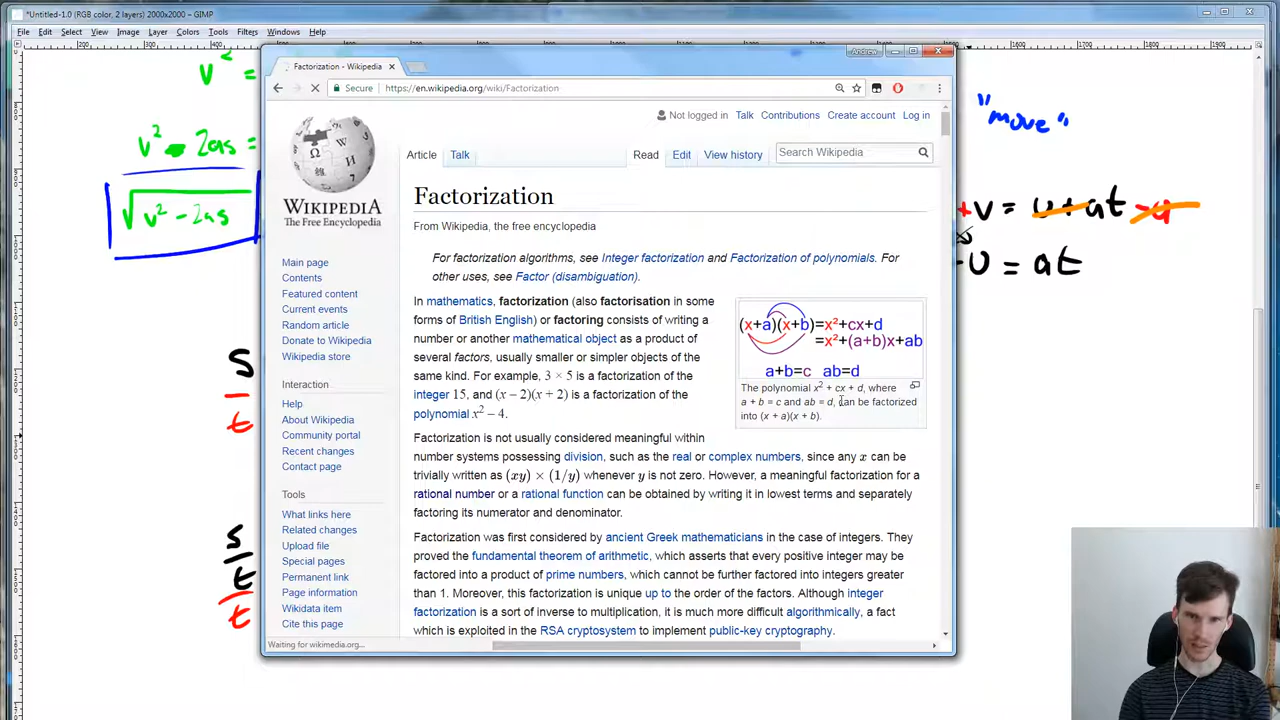 *Untitled-1.0 (RGB color, 2 layers) 2000x2000 – GIMP
File Edit Select View Image Layer Colors Tools Filters Windows Help
Andrew
Factorization - Wikipedia
Secure https://en.wikipedia.org/wiki/Factorization
Not logged in Talk Contributions Create account Log in
Article Talk Read Edit View history Search Wikipedia
WIKIPEDIA
The Free Encyclopedia
Main page
Contents
Featured content
Current events
Random article
Donate to Wikipedia
Wikipedia store
Interaction
Help
About Wikipedia
Community portal
Recent changes
Contact page
Tools
What links here
Related changes
Upload file
Special pages
Permanent link
Page information
Wikidata item
Cite this page
Factorization
From Wikipedia, the free encyclopedia
For factorization algorithms, see Integer factorization and Factorization of polynomials. For
other uses, see Factor (disambiguation).
In mathematics, factorization (also factorisation in some
forms of British English) or factoring consists of writing a
number or another mathematical object as a product of
several factors, usually smaller or simpler objects of the
same kind. For example, 3 × 5 is a factorization of the
integer 15, and (x – 2)(x + 2) is a factorization of the
polynomial x² – 4.
(x+a)(x+b)=x²+cx+d
=x²+(a+b)x+ab
a+b=c ab=d
The polynomial x² + cx + d, where
a + b = c and ab = d, can be factorized
into (x + a)(x + b).
Factorization is not usually considered meaningful within
number systems possessing division, such as the real or complex numbers, since any x can be
trivially written as (xy) × (1/y) whenever y is not zero. However, a meaningful factorization for a
rational number or a rational function can be obtained by writing it in lowest terms and separately
factoring its numerator and denominator.
Factorization was first considered by ancient Greek mathematicians in the case of integers. They
proved the fundamental theorem of arithmetic, which asserts that every positive integer may be
factored into a product of prime numbers, which cannot be further factored into integers greater
than 1. Moreover, this factorization is unique up to the order of the factors. Although integer
factorization is a sort of inverse to multiplication, it is much more difficult algorithmically, a fact
which is exploited in the RSA cryptosystem to implement public-key cryptography.
Waiting for wikimedia.org...
v² =
v² - 2as =
√v² - 2as
s
t
s
t
t
"move"
+v = u + at -u
-u = at